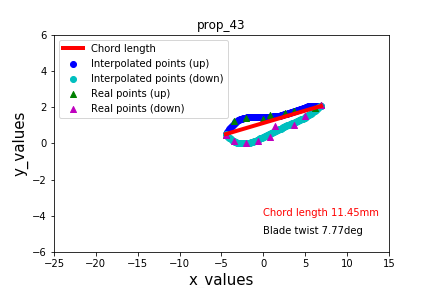 prop_43
Chord length
Interpolated points (up)
Interpolated points (down)
Real points (up)
Real points (down)
6
4
2
0
−2
−4
−6
y_values
Chord length 11.45mm
Blade twist 7.77deg
−25 −20 −15 −10 −5 0 5 10 15
x_values